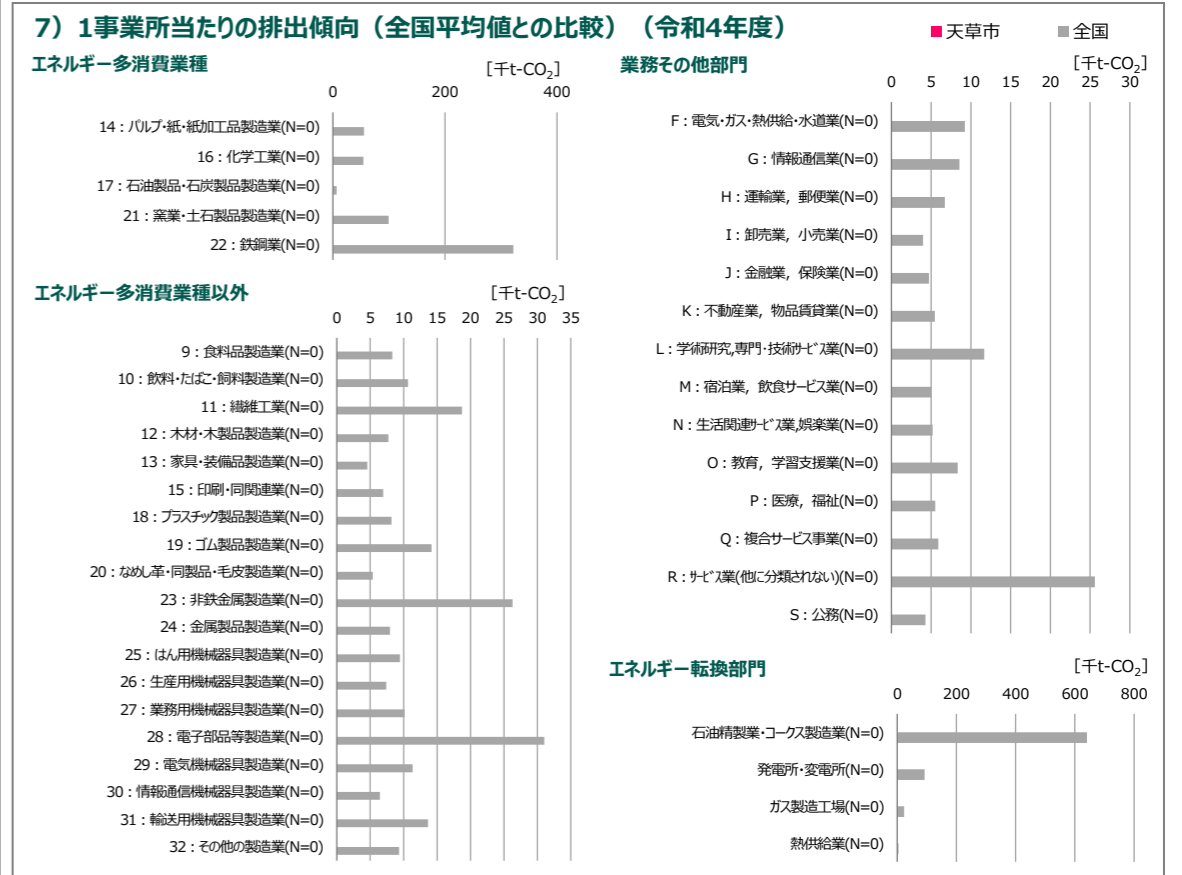 7）1事業所当たりの排出傾向（全国平均値との比較）（令和4年度）
■天草市 ■全国
エネルギー多消費業種
[千t-CO₂]
0 200 400
14：パルプ・紙・紙加工品製造業(N=0)
16：化学工業(N=0)
17：石油製品・石炭製品製造業(N=0)
21：窯業・土石製品製造業(N=0)
22：鉄鋼業(N=0)
エネルギー多消費業種以外
[千t-CO₂]
0 5 10 15 20 25 30 35
9：食料品製造業(N=0)
10：飲料・たばこ・飼料製造業(N=0)
11：繊維工業(N=0)
12：木材・木製品製造業(N=0)
13：家具・装備品製造業(N=0)
15：印刷・同関連業(N=0)
18：プラスチック製品製造業(N=0)
19：ゴム製品製造業(N=0)
20：なめし革・同製品・毛皮製造業(N=0)
23：非鉄金属製造業(N=0)
24：金属製品製造業(N=0)
25：はん用機械器具製造業(N=0)
26：生産用機械器具製造業(N=0)
27：業務用機械器具製造業(N=0)
28：電子部品等製造業(N=0)
29：電気機械器具製造業(N=0)
30：情報通信機械器具製造業(N=0)
31：輸送用機械器具製造業(N=0)
32：その他の製造業(N=0)
業務その他部門
[千t-CO₂]
0 5 10 15 20 25 30
F：電気・ガス・熱供給・水道業(N=0)
G：情報通信業(N=0)
H：運輸業，郵便業(N=0)
I：卸売業，小売業(N=0)
J：金融業，保険業(N=0)
K：不動産業，物品賃貸業(N=0)
L：学術研究,専門・技術サービス業(N=0)
M：宿泊業，飲食サービス業(N=0)
N：生活関連サービス業,娯楽業(N=0)
O：教育，学習支援業(N=0)
P：医療，福祉(N=0)
Q：複合サービス事業(N=0)
R：サービス業(他に分類されない)(N=0)
S：公務(N=0)
エネルギー転換部門
[千t-CO₂]
0 200 400 600 800
石油精製業・コークス製造業(N=0)
発電所・変電所(N=0)
ガス製造工場(N=0)
熱供給業(N=0)